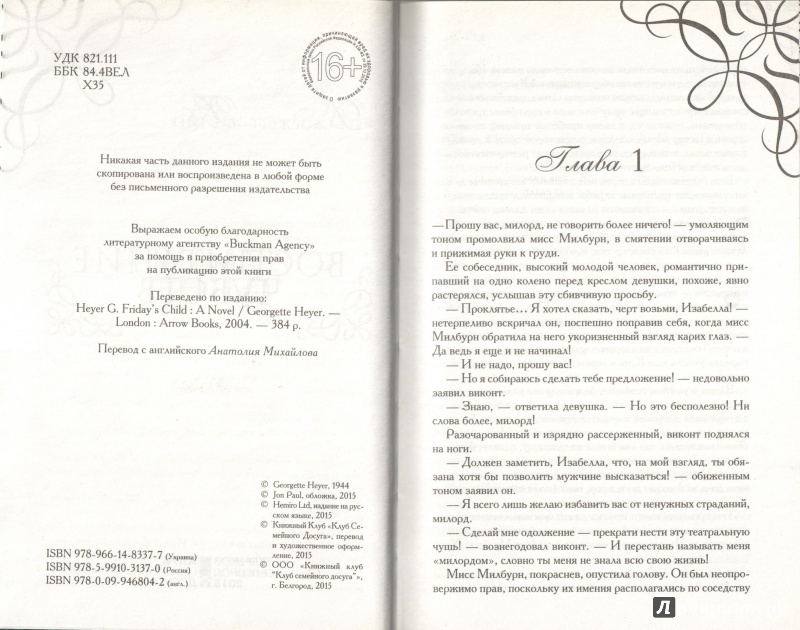 УДК 821.111
ББК 84.4ВЕЛ
Х35
16+
Никакая часть данного издания не может быть
скопирована или воспроизведена в любой форме
без письменного разрешения издательства
Выражаем особую благодарность
литературному агентству «Buckman Agency»
за помощь в приобретении прав
на публикацию этой книги
Переведено по изданию:
Heyer G. Friday's Child : A Novel / Georgette Heyer. —
London : Arrow Books, 2004. — 384 p.
Перевод с английского Анатолия Михайлова
© Georgette Heyer, 1944
© Jon Paul, обложка, 2015
© Hemiro Ltd, издание на рус-
ском языке, 2015
© Книжный Клуб «Клуб Се-
мейного Досуга», перевод
и художественное офор-
мление, 2015
© ООО «Книжный клуб
"Клуб семейного досуга"»,
г. Белгород, 2015
ISBN 978-966-14-8337-7 (Украина)
ISBN 978-5-9910-3137-0 (Россия)
ISBN 978-0-09-946804-2 (англ.)
Глава 1
—Прошу вас, милорд, не говорить более ничего! — умоляющим
тоном промолвила мисс Милбурн, в смятении отворачиваясь
и прижимая руки к груди.
Ее собеседник, высокий молодой человек, романтично при-
павший на одно колено перед креслом девушки, похоже, явно
растерялся, услышав эту сбивчивую просьбу.
— Проклятье... Я хотел сказать, черт возьми, Изабелла! —
нетерпеливо вскричал он, поспешно поправив себя, когда мисс
Милбурн обратила на него укоризненный взгляд карих глаз. —
Да ведь я еще и не начинал!
— И не надо, прошу вас!
— Но я собираюсь сделать тебе предложение! — недовольно
заявил виконт.
— Знаю, — ответила девушка. — Но это бесполезно! Ни
слова более, милорд!
Разочарованный и изрядно рассерженный, виконт поднялся
на ноги.
— Должен заметить, Изабелла, что, на мой взгляд, ты обя-
зана хотя бы позволить мужчине высказаться! — обиженным
тоном заявил он.
— Я всего лишь желаю избавить вас от ненужных страданий,
милорд.
— Сделай мне одолжение — прекрати нести эту театральную
чушь! — вознегодовал виконт. — И перестань называть меня
«милордом», словно ты меня не знала всю свою жизнь!
Мисс Милбурн, покраснев, опустила голову. Он был неопро-
вержимо прав, поскольку их имения располагались по соседству